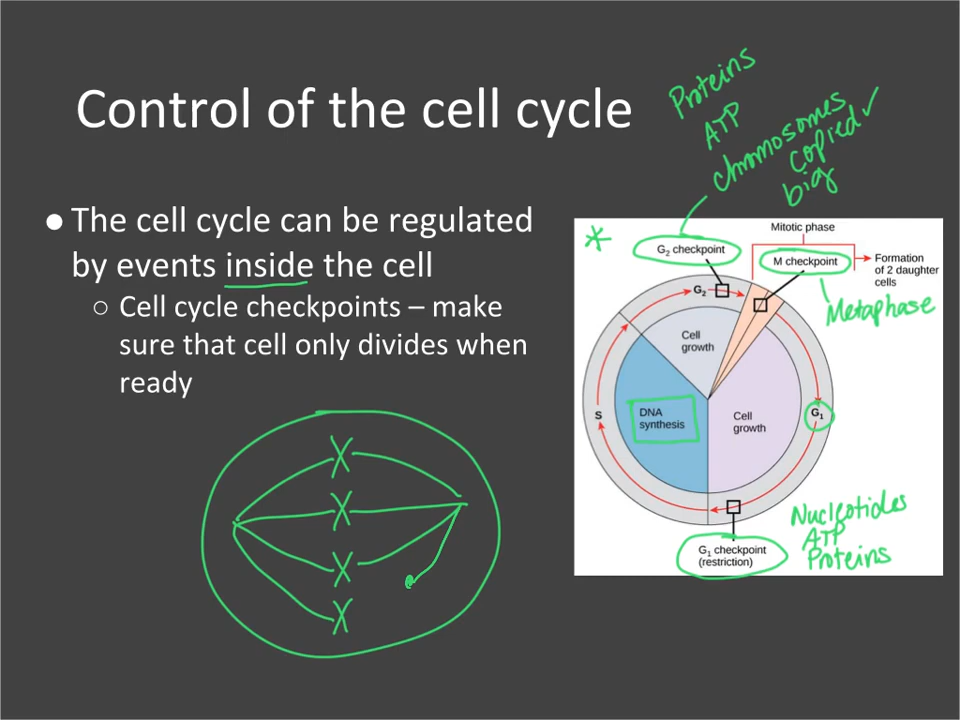 Control of the cell cycle
● The cell cycle can be regulated
by events inside the cell
○ Cell cycle checkpoints – make
sure that cell only divides when
ready
Proteins
ATP
chromosomes
copied ✓
big
*
Mitotic phase
G₂ checkpoint
M checkpoint
Formation
of 2 daughter
cells
Metaphase
G₂
Cell
growth
S
DNA
synthesis
Cell
growth
G₁
G₁ checkpoint
(restriction)
Nucleotides
ATP
Proteins